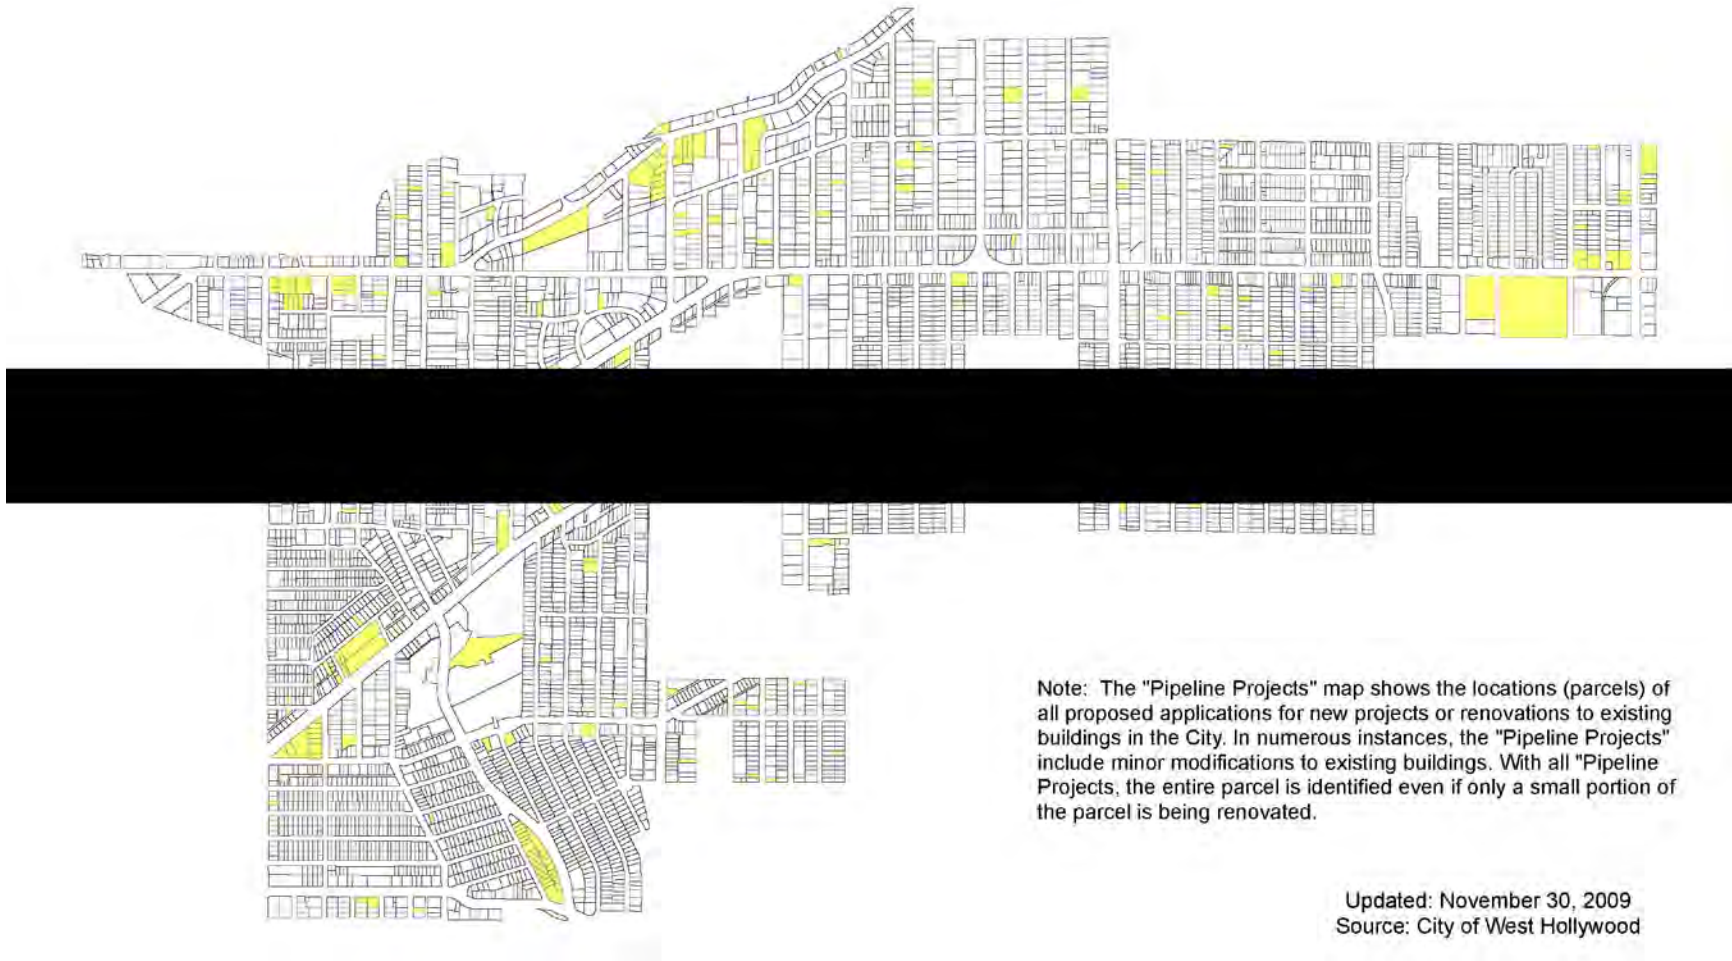 Note: The "Pipeline Projects" map shows the locations (parcels) of
all proposed applications for new projects or renovations to existing
buildings in the City. In numerous instances, the "Pipeline Projects"
include minor modifications to existing buildings. With all "Pipeline
Projects, the entire parcel is identified even if only a small portion of
the parcel is being renovated.
Updated: November 30, 2009
Source: City of West Hollywood